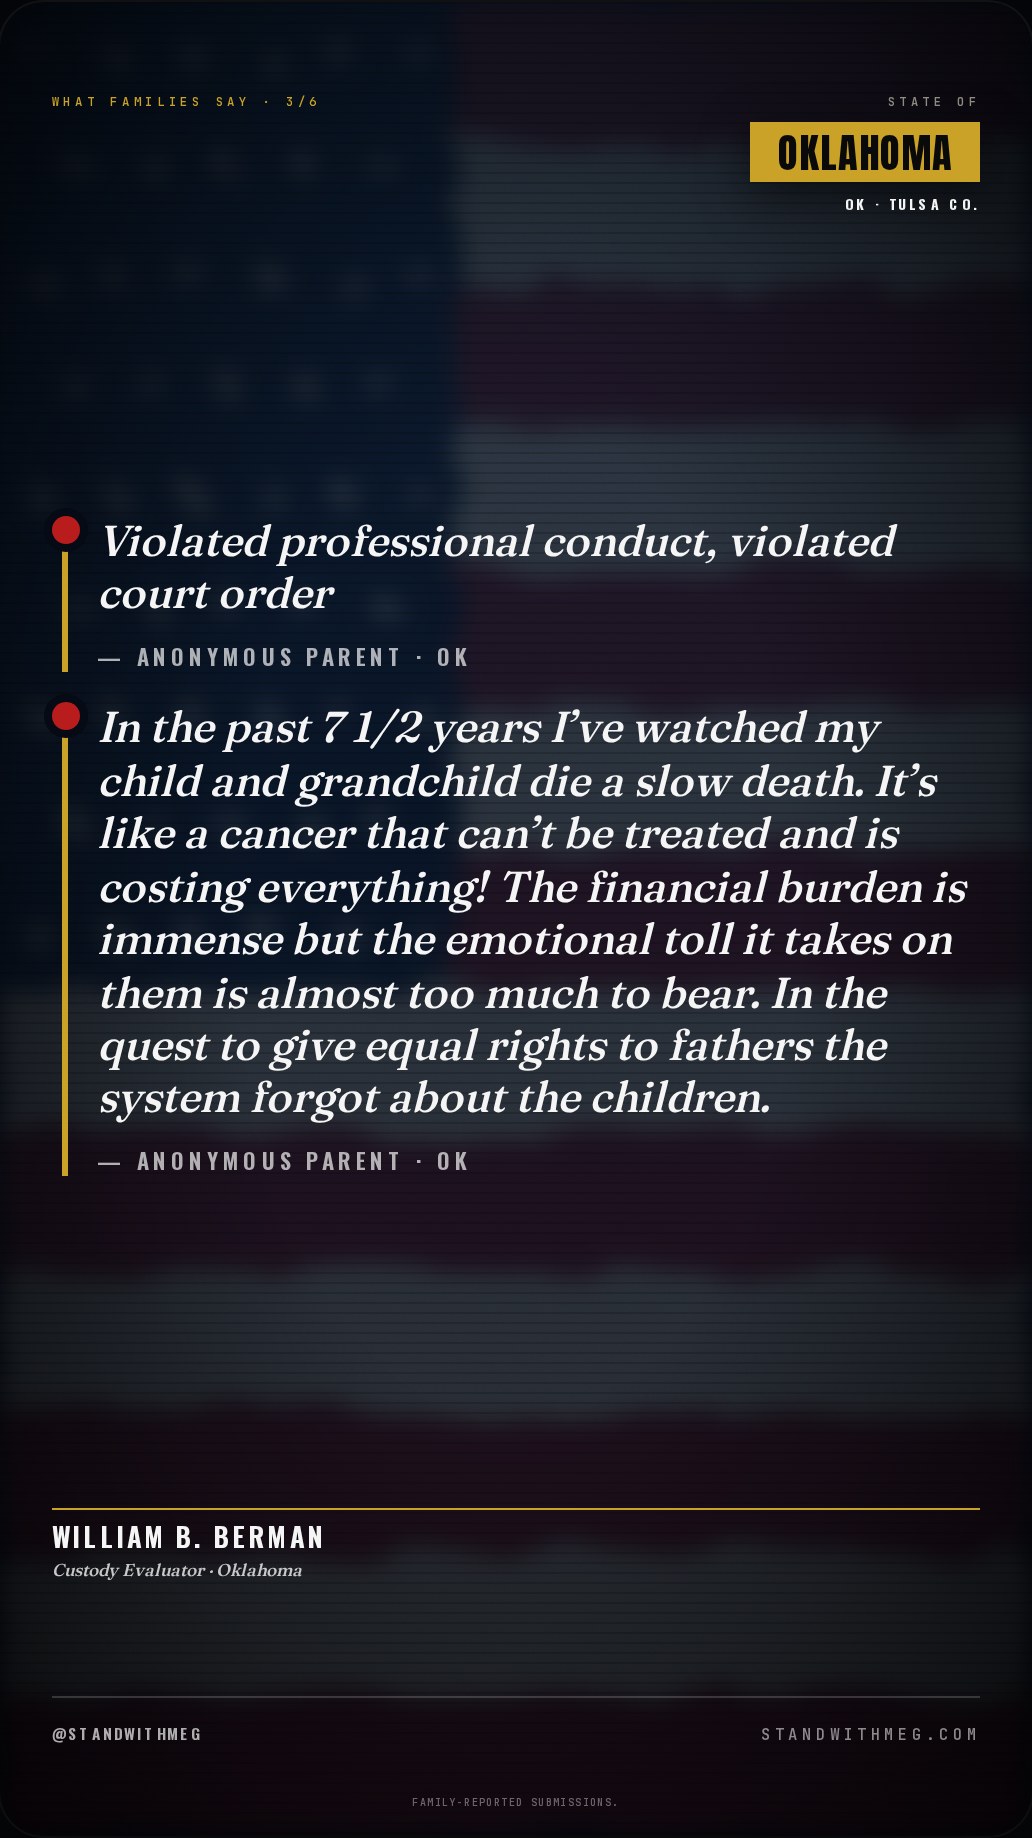 WHAT FAMILIES SAY · 3/6
STATE OF
OKLAHOMA
OK · TULSA CO.
Violated professional conduct, violated
court order
— ANONYMOUS PARENT · OK
In the past 7 1/2 years I’ve watched my
child and grandchild die a slow death. It’s
like a cancer that can’t be treated and is
costing everything! The financial burden is
immense but the emotional toll it takes on
them is almost too much to bear. In the
quest to give equal rights to fathers the
system forgot about the children.
— ANONYMOUS PARENT · OK
WILLIAM B. BERMAN
Custody Evaluator · Oklahoma
@STANDWITHMEG
STANDWITHMEG.COM
FAMILY-REPORTED SUBMISSIONS.